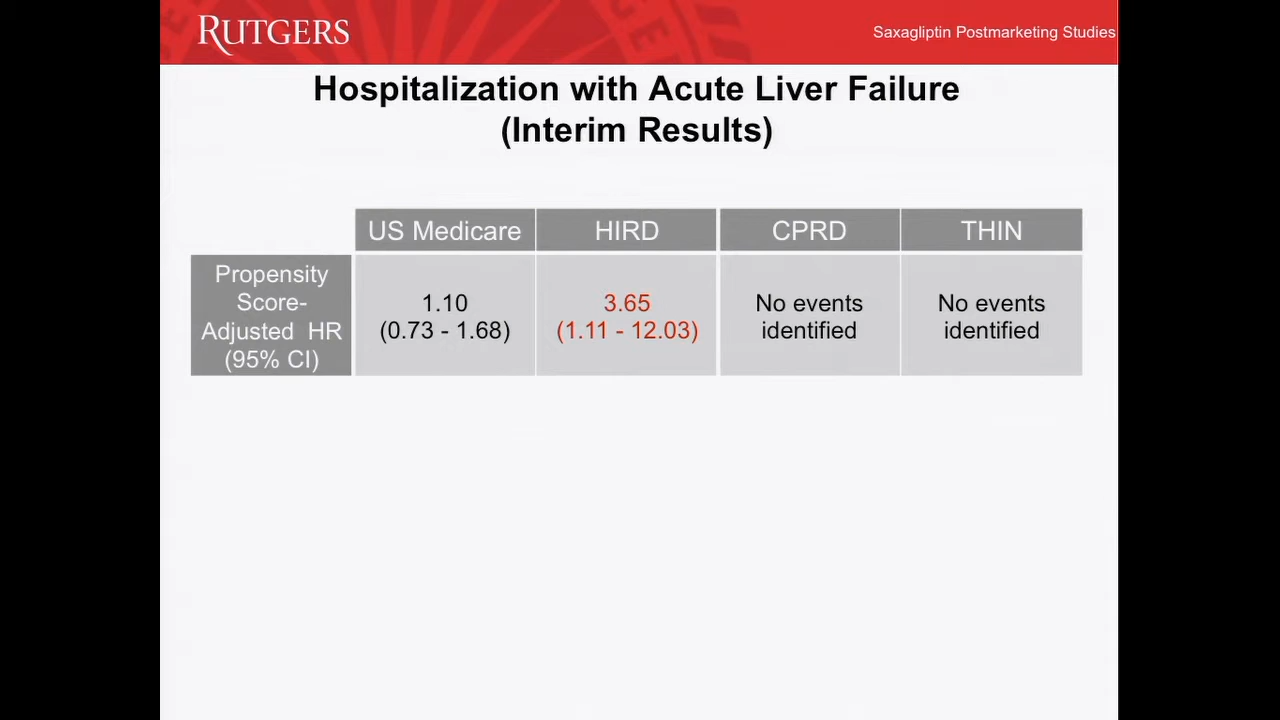 RUTGERS
Saxagliptin Postmarketing Studies
Hospitalization with Acute Liver Failure
(Interim Results)
US Medicare HIRD CPRD THIN
Propensity
Score-
Adjusted HR
(95% CI)
1.10
(0.73 - 1.68)
3.65
(1.11 - 12.03)
No events
identified
No events
identified